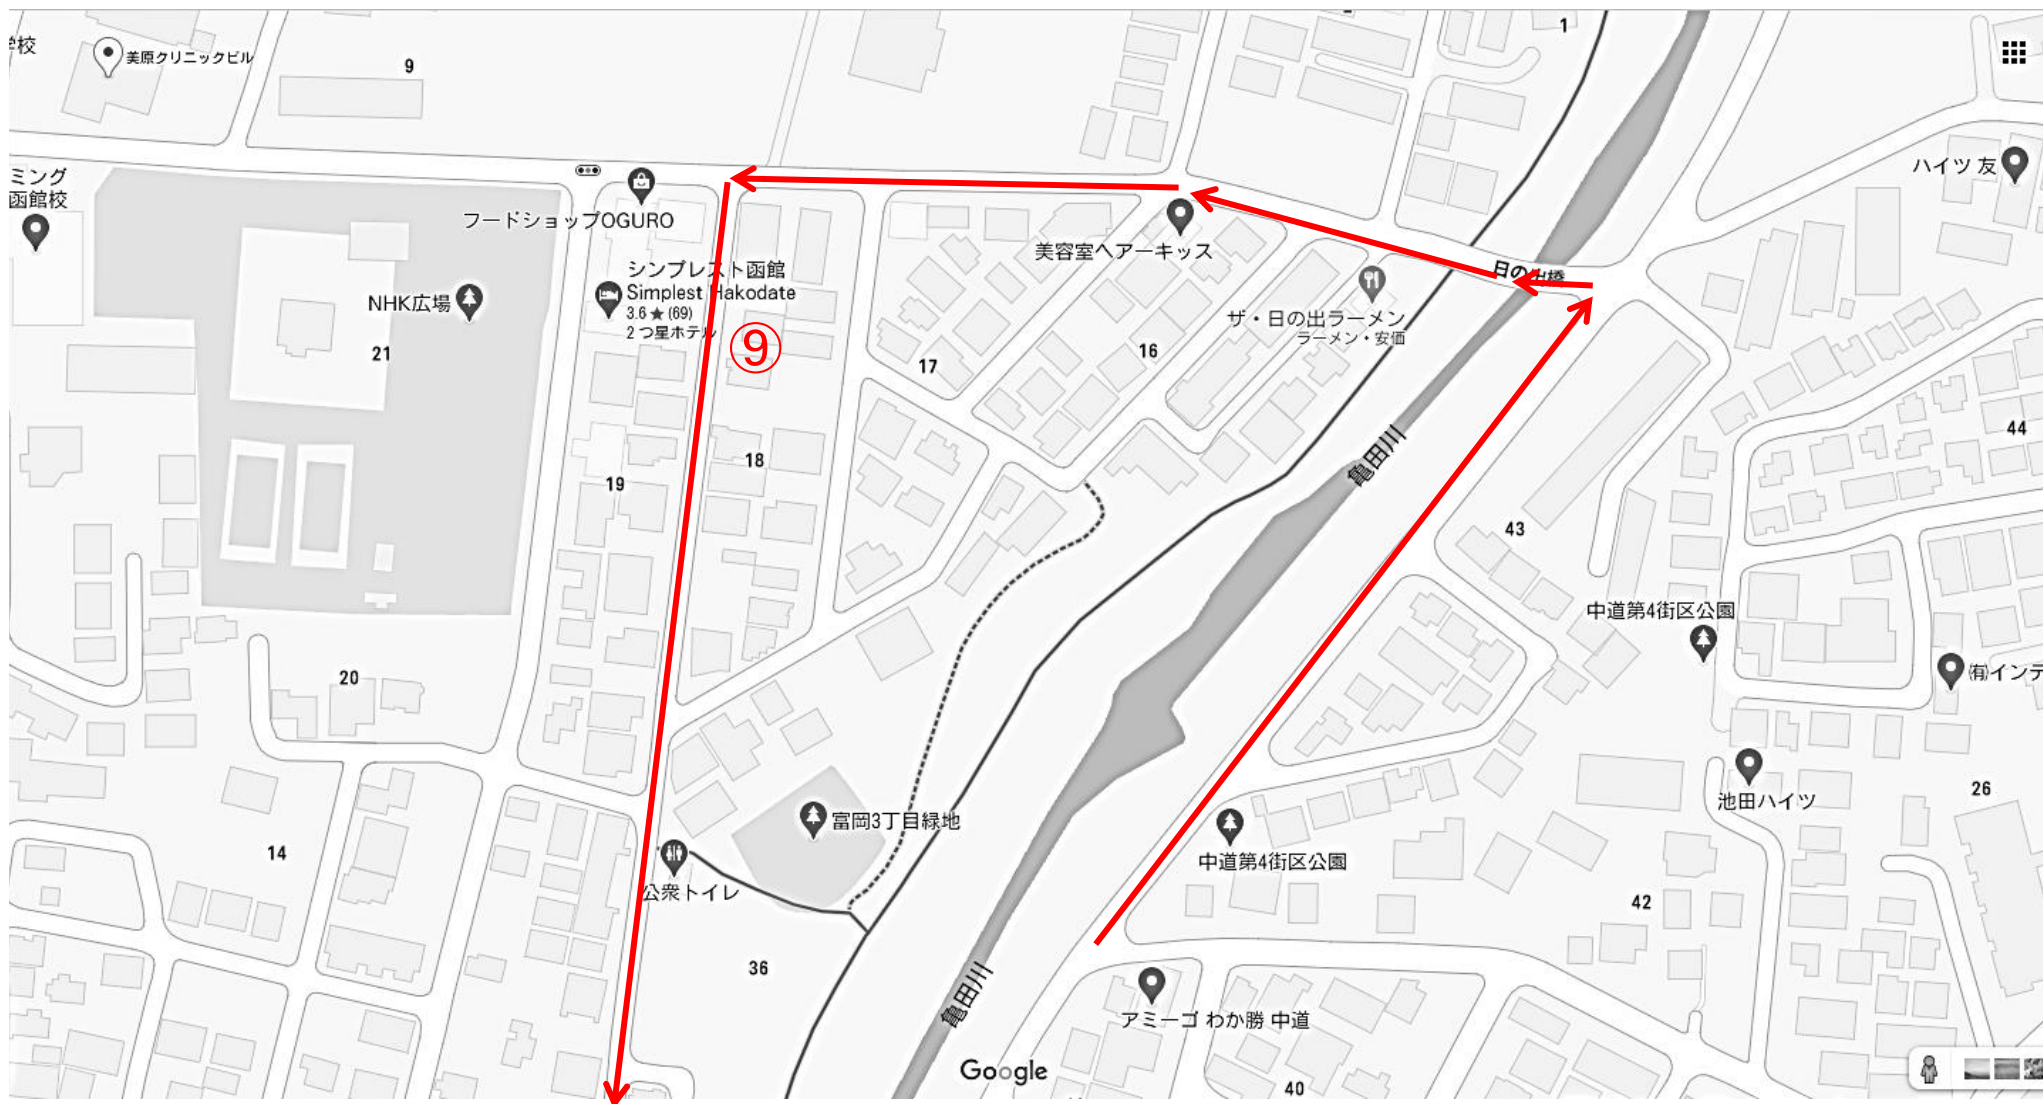 学校
美原クリニックビル
9
1
ミング
函館校
フードショップOGURO
ハイツ 友
美容室ヘアーキッス
日の出橋
シンプレスト函館
Simplest Hakodate
3.6★(69)
2つ星ホテル
NHK広場
21
⑨
ザ・日の出ラーメン
ラーメン・安価
16
17
44
亀田川
18
19
43
中道第4街区公園
20
㈲インテ
池田ハイツ
26
富岡3丁目緑地
14
中道第4街区公園
公衆トイレ
42
36
亀田川
アミーゴ わか勝 中道
Google
40